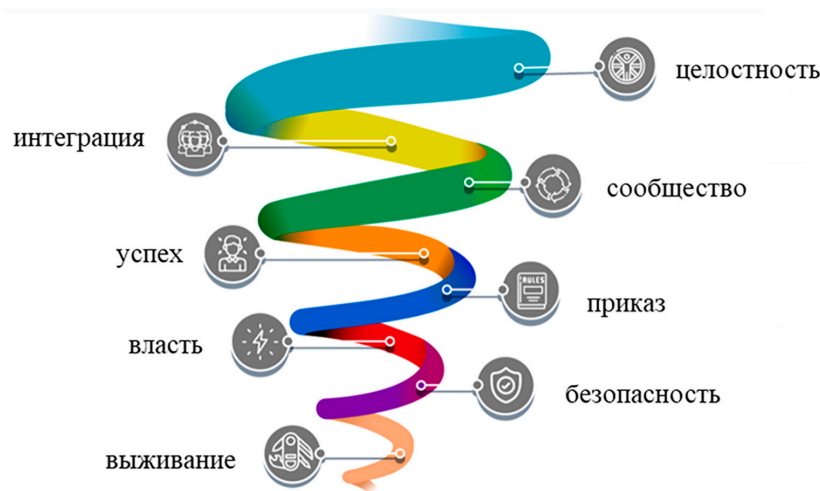 целостность
интеграция
сообщество
успех
RULES
приказ
власть
безопасность
выживание